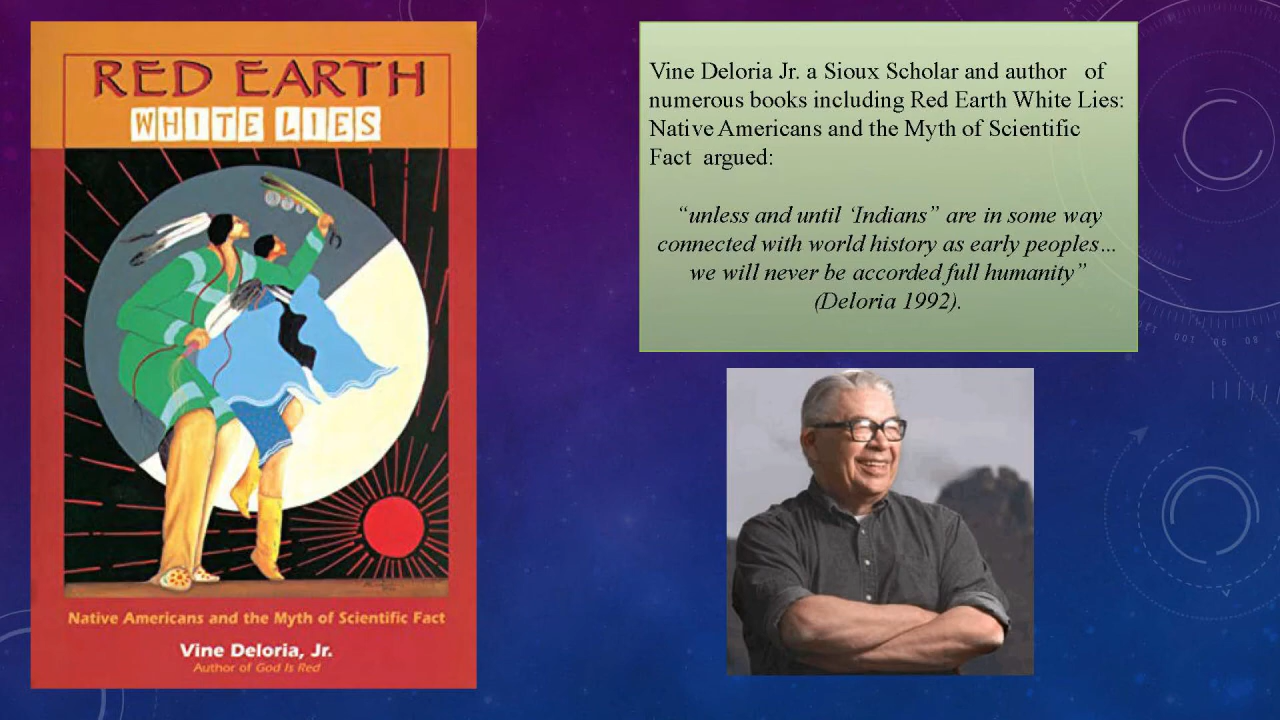 RED EARTH
WHITE LIES
Native Americans and the Myth of Scientific Fact
Vine Deloria, Jr.
Author of God Is Red
Vine Deloria Jr. a Sioux Scholar and author of
numerous books including Red Earth White Lies:
Native Americans and the Myth of Scientific
Fact argued:
“unless and until ‘Indians” are in some way
connected with world history as early peoples…
we will never be accorded full humanity”
(Deloria 1992).